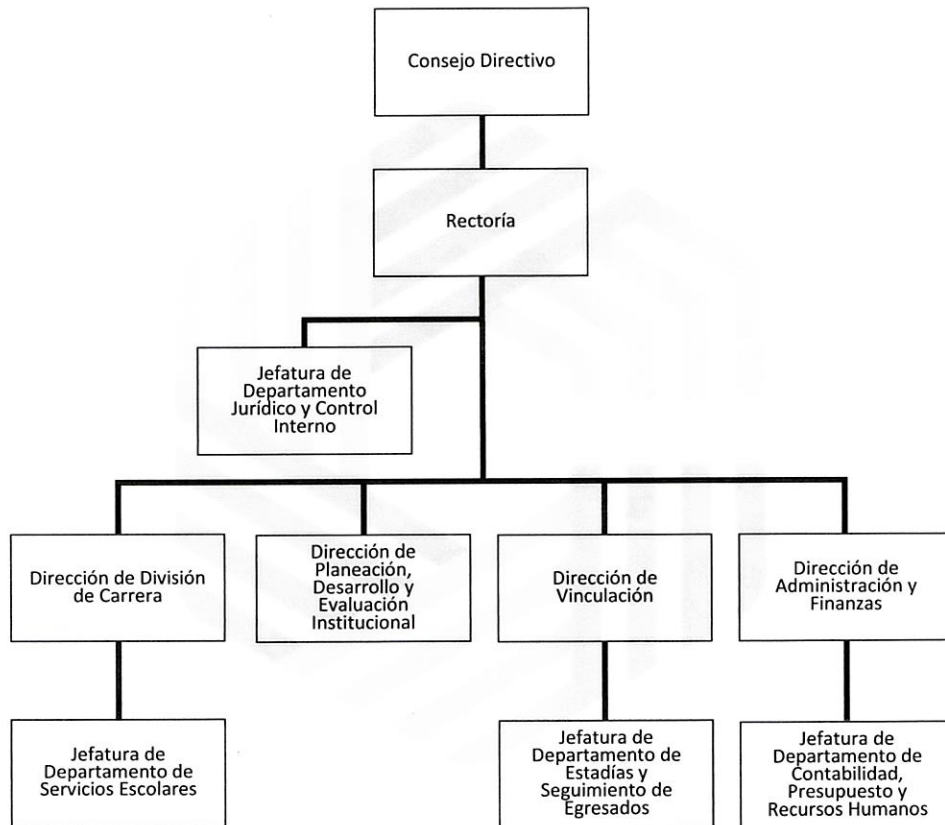 Consejo Directivo
Rectoría
Jefatura de
Departamento
Jurídico y Control
Interno
Dirección de División
de Carrera
Dirección de
Planeación,
Desarrollo y
Evaluación
Institucional
Dirección de
Vinculación
Dirección de
Administración y
Finanzas
Jefatura de
Departamento de
Servicios Escolares
Jefatura de
Departamento de
Estadías y
Seguimiento de
Egresados
Jefatura de
Departamento de
Contabilidad,
Presupuesto y
Recursos Humanos